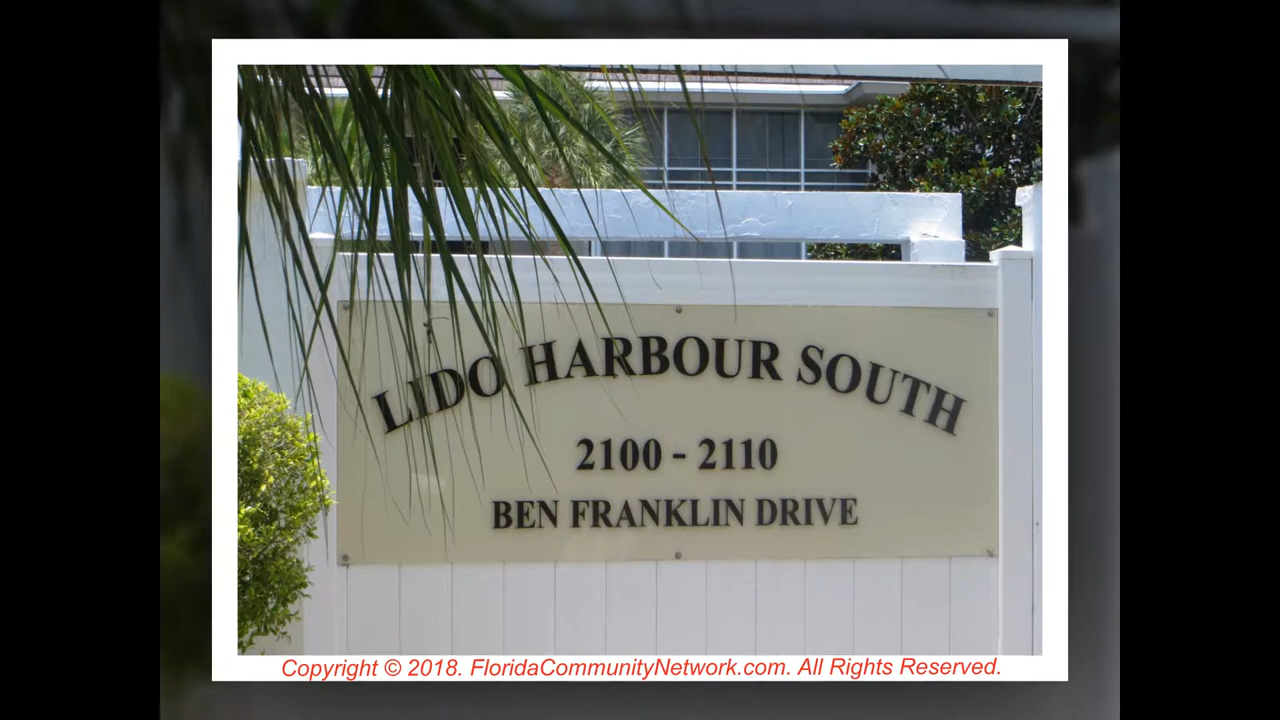 LIDO HARBOUR SOUTH
2100 - 2110
BEN FRANKLIN DRIVE
Copyright © 2018. FloridaCommunityNetwork.com. All Rights Reserved.